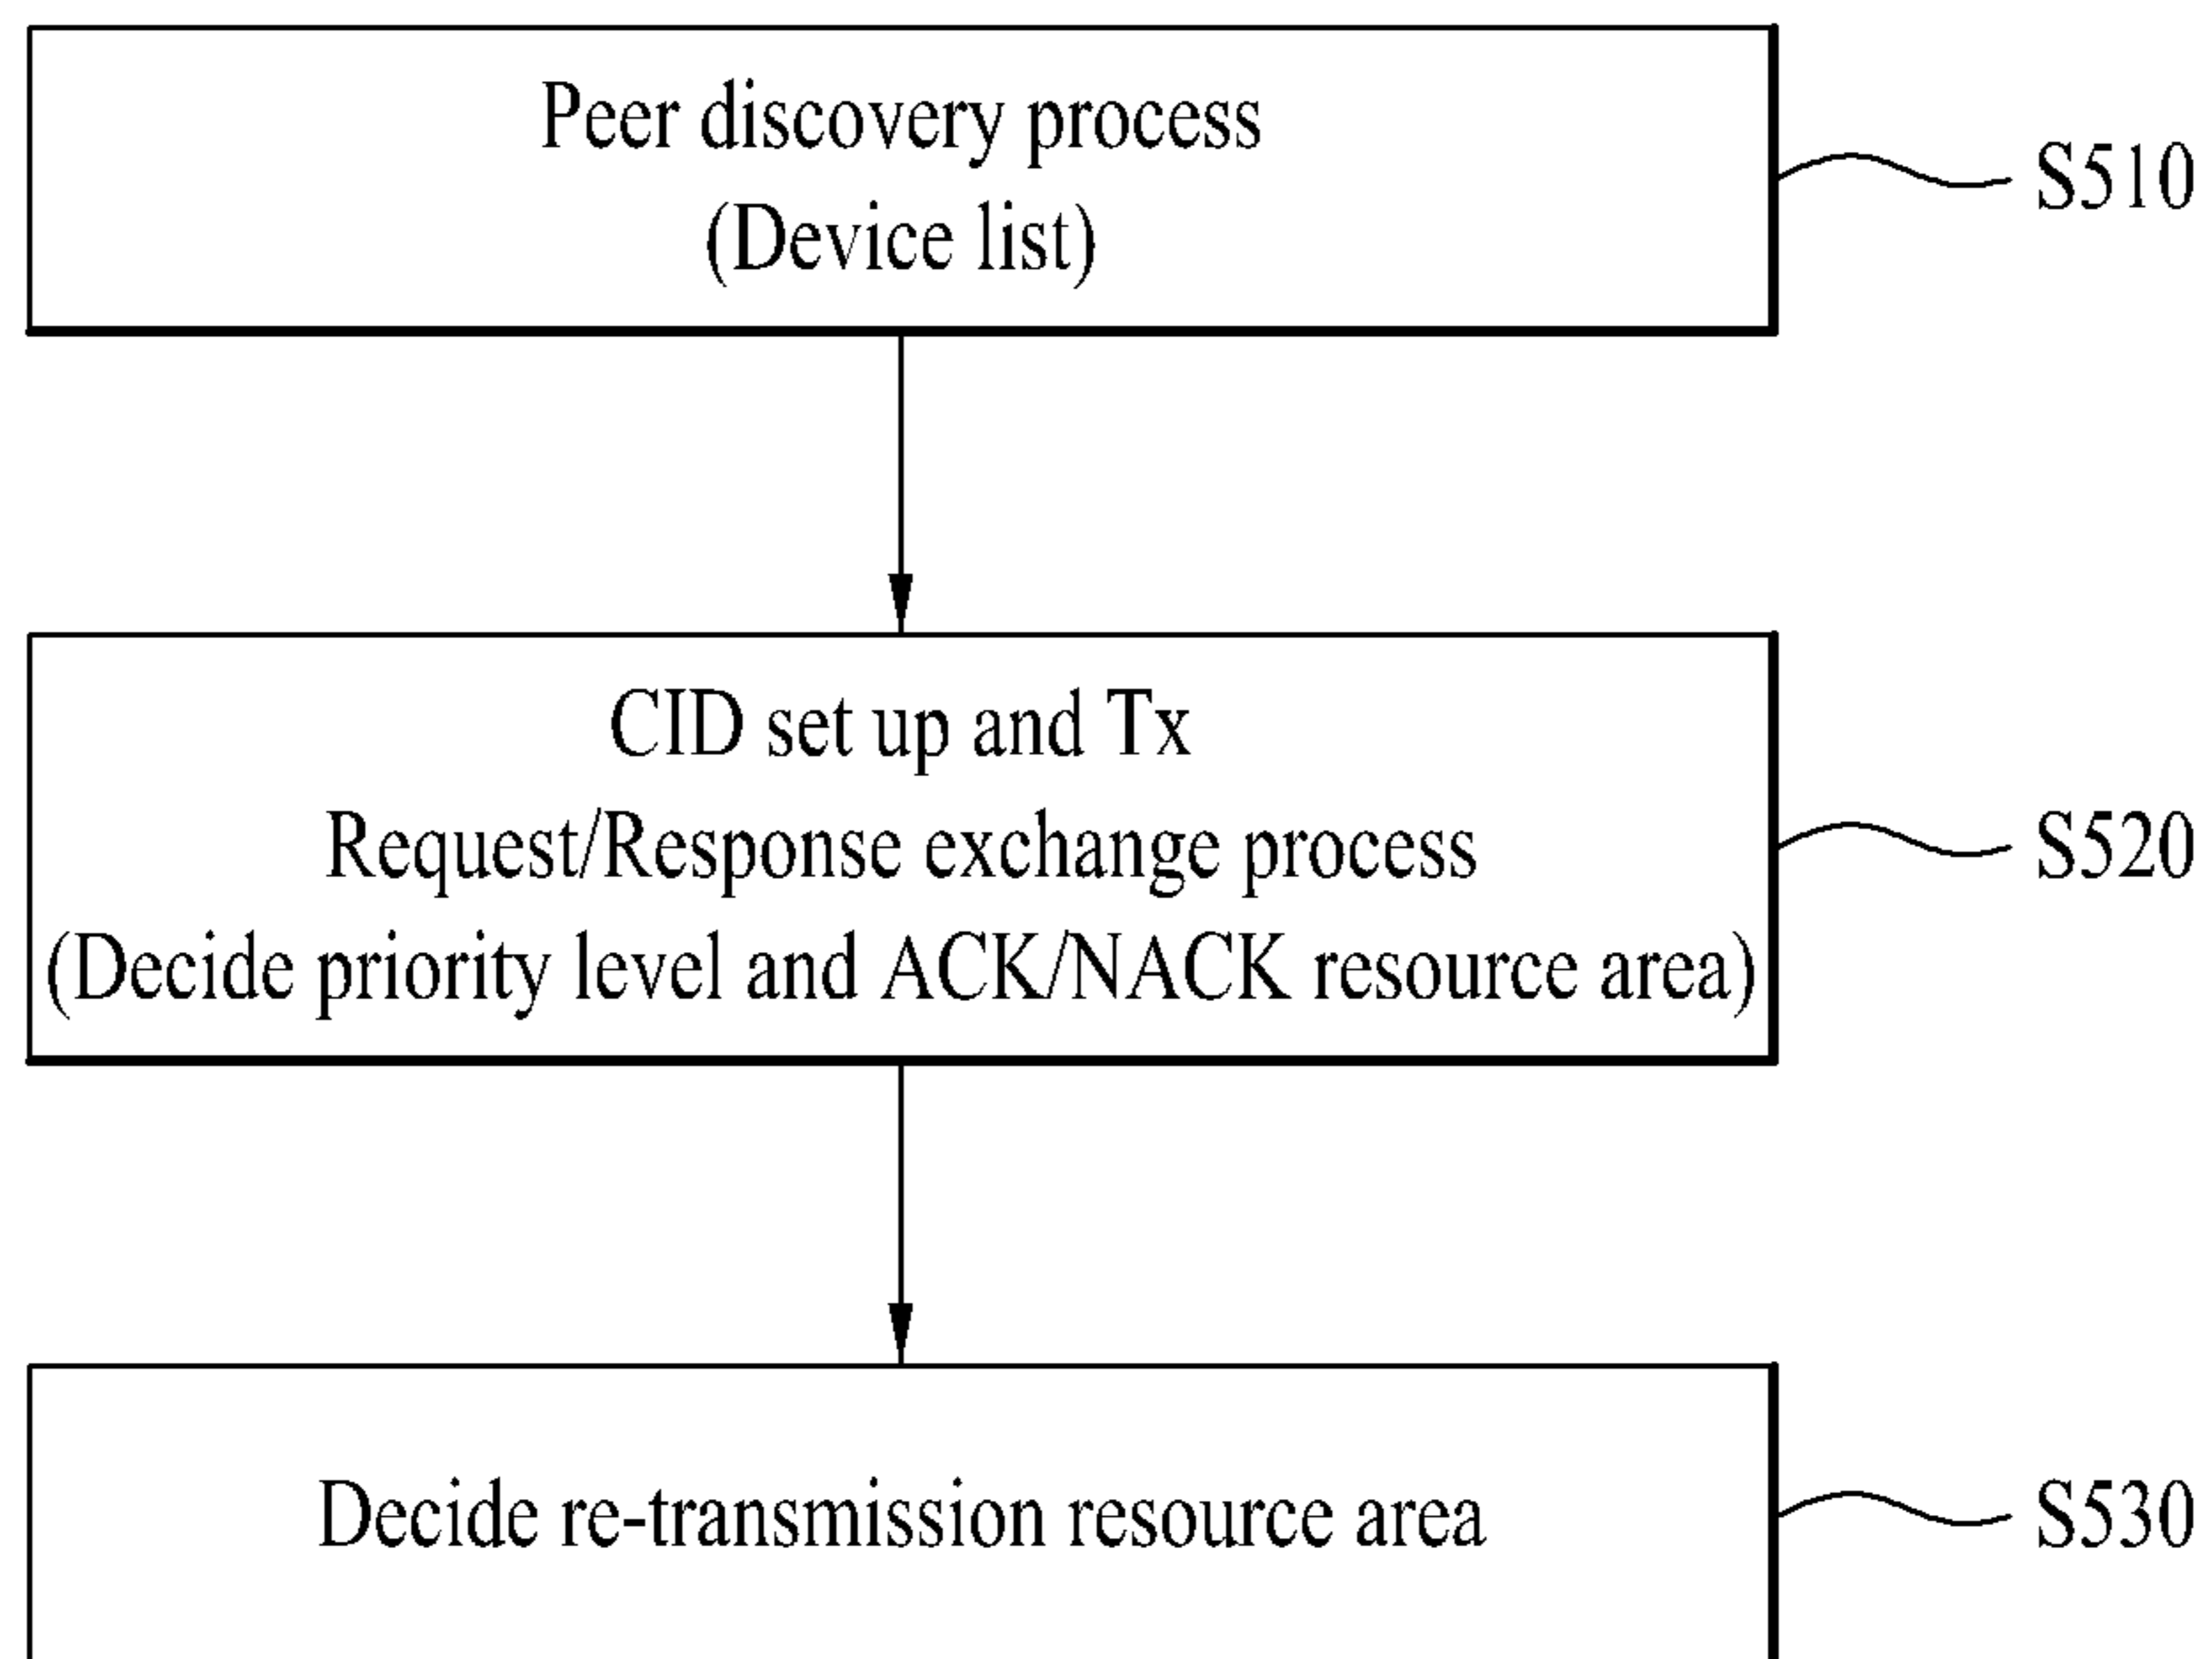 Peer discovery process
(Device list)
S510
CID set up and Tx
Request/Response exchange process
(Decide priority level and ACK/NACK resource area)
S520
Decide re-transmission resource area
S530